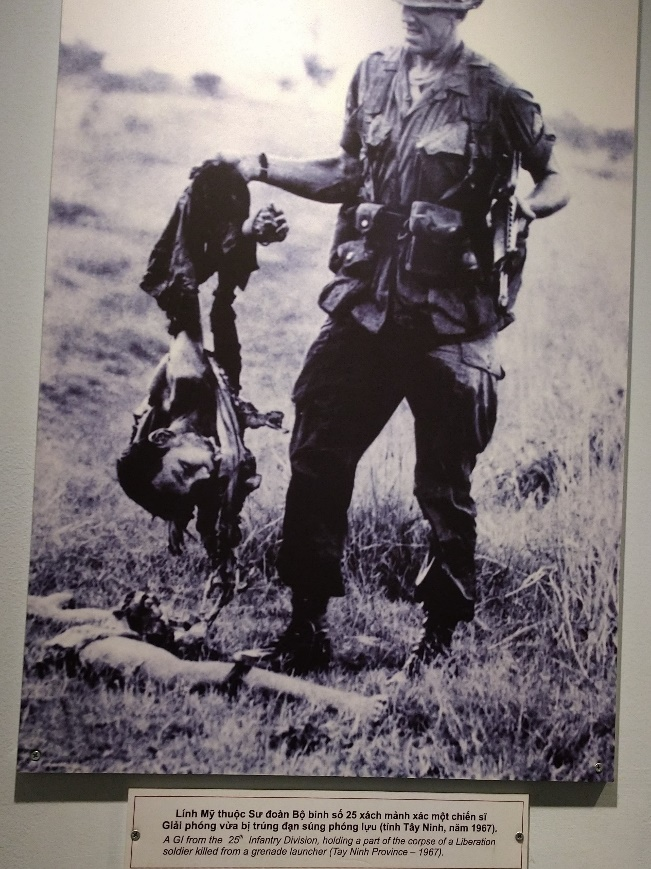 Lính Mỹ thuộc Sư đoàn Bộ binh số 25 xách mảnh xác một chiến sĩ
Giải phóng vừa bị trúng đạn súng phóng lựu (tỉnh Tây Ninh, năm 1967).
A GI from the 25th Infantry Division, holding a part of the corpse of a Liberation
soldier killed from a grenade launcher (Tay Ninh Province – 1967).